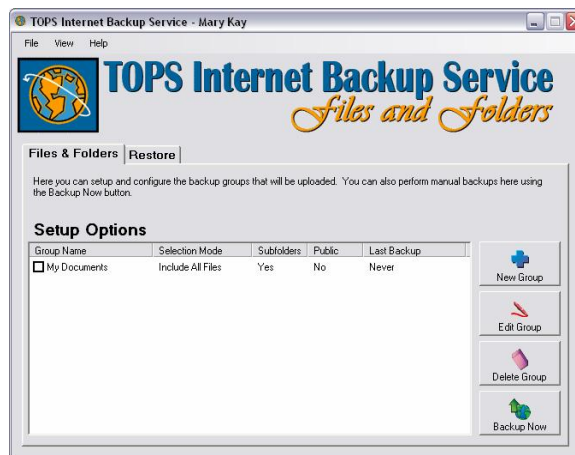 TOPS Internet Backup Service - Mary Kay
File View Help
TOPS Internet Backup Service
Files and Folders
Files & Folders Restore
Here you can setup and configure the backup groups that will be uploaded. You can also perform manual backups here using
the Backup Now button.
Setup Options
Group Name Selection Mode Subfolders Public Last Backup
My Documents Include All Files Yes No Never
New Group
Edit Group
Delete Group
Backup Now